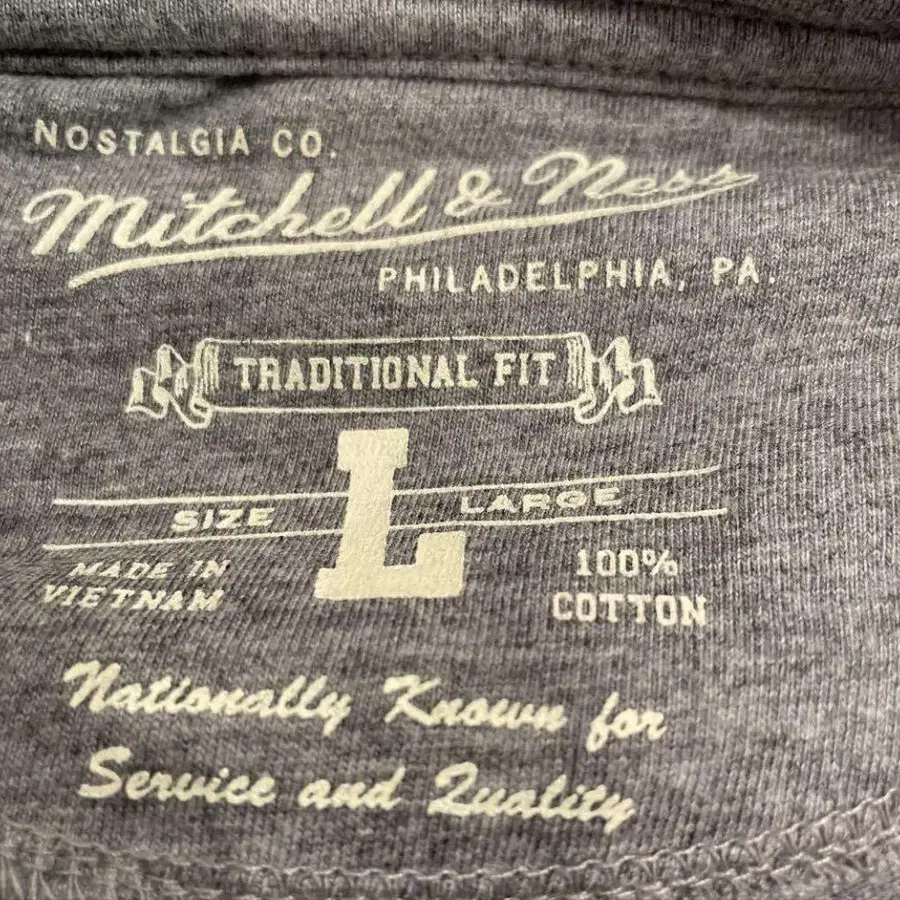 NOSTALGIA CO.
Mitchell & Ness
PHILADELPHIA, PA.
TRADITIONAL FIT
L
SIZE LARGE
MADE IN
VIETNAM
100%
COTTON
Nationally Known for
Service and Quality